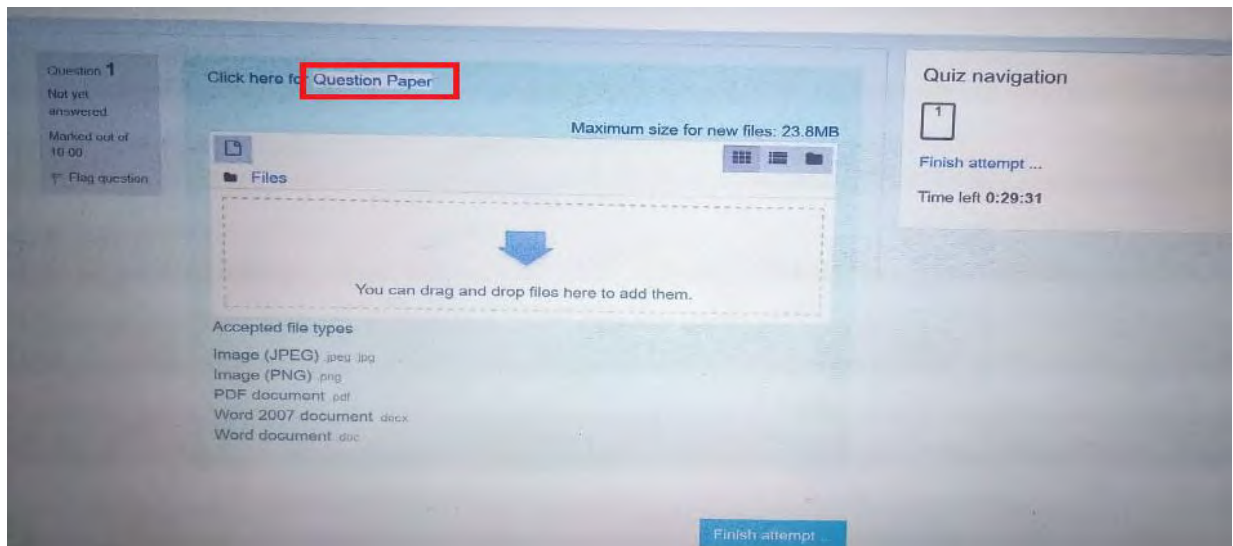 Question 1
Not yet
answered
Marked out of
10.00
Flag question
Click here for Question Paper
Maximum size for new files: 23.8MB
Files
You can drag and drop files here to add them.
Accepted file types
Image (JPEG) .jpeg .jpg
Image (PNG) .png
PDF document .pdf
Word 2007 document .docx
Word document .doc
Finish attempt ...
Quiz navigation
1
Finish attempt ...
Time left 0:29:31